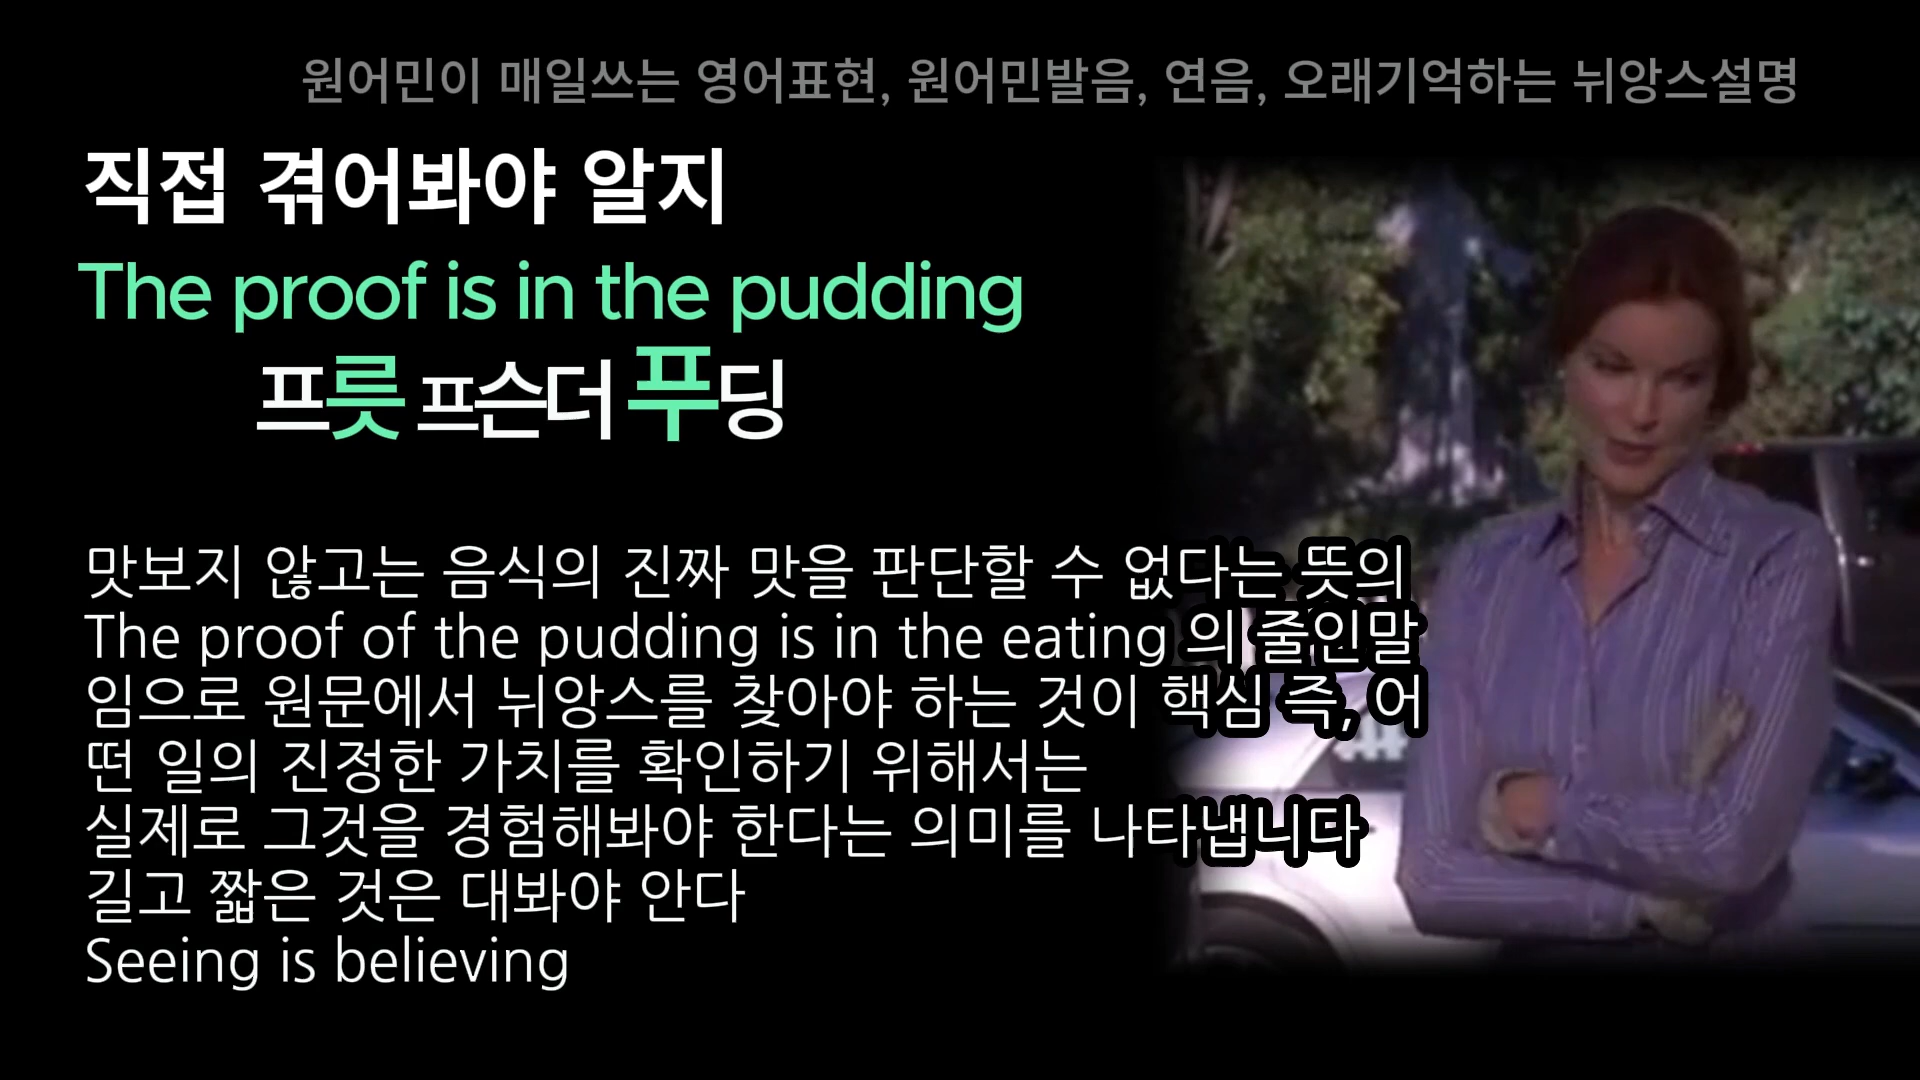 원어민이 매일쓰는 영어표현, 원어민발음, 연음, 오래기억하는 뉘앙스설명
직접 겪어봐야 알지
The proof is in the pudding
프릇 프슨더 푸딩
맛보지 않고는 음식의 진짜 맛을 판단할 수 없다는 뜻의
The proof of the pudding is in the eating 의 줄인말
임으로 원문에서 뉘앙스를 찾아야 하는 것이 핵심 즉, 어
떤 일의 진정한 가치를 확인하기 위해서는
실제로 그것을 경험해봐야 한다는 의미를 나타냅니다
길고 짧은 것은 대봐야 안다
Seeing is believing